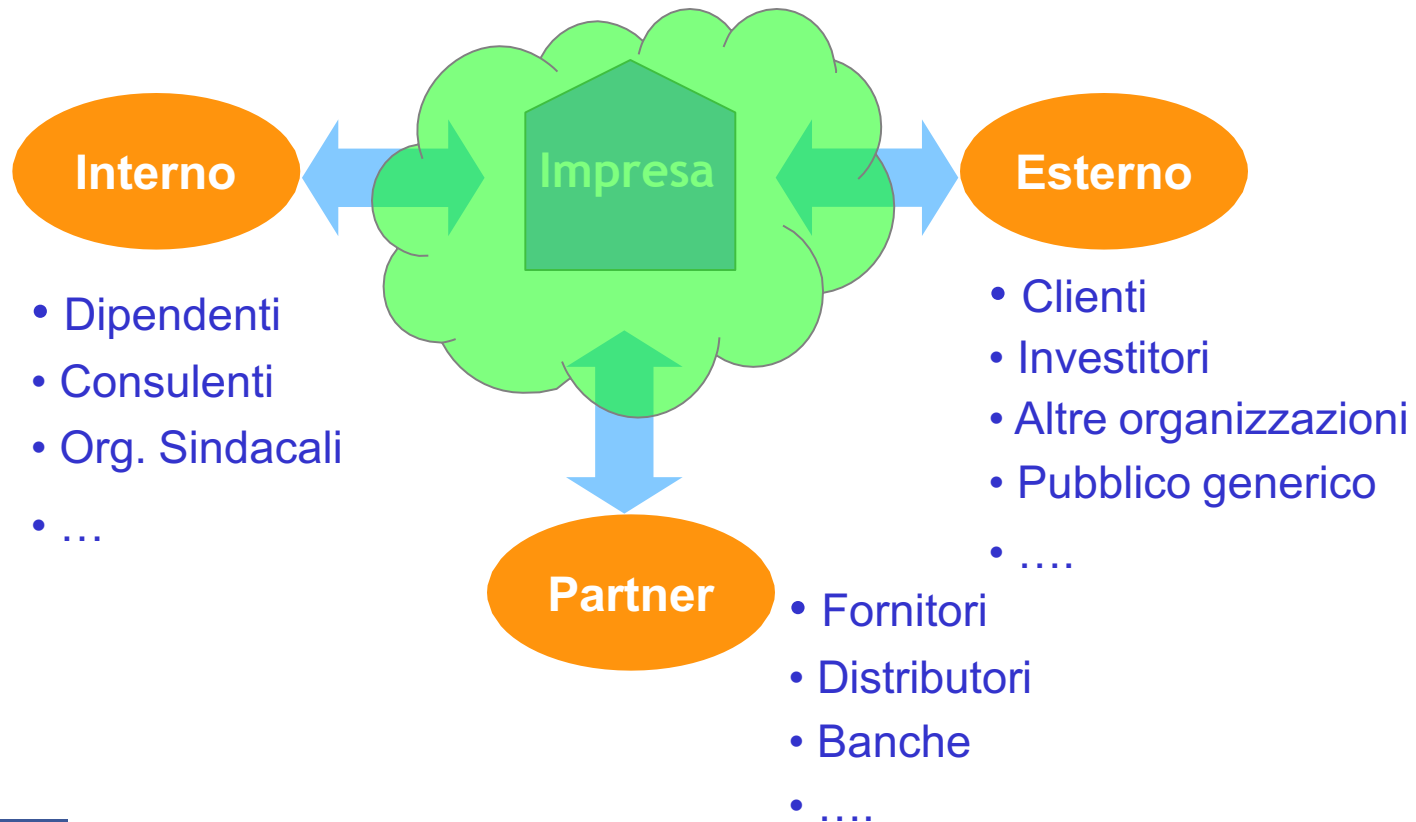 Impresa
Interno
• Dipendenti
• Consulenti
• Org. Sindacali
• …
Esterno
• Clienti
• Investitori
• Altre organizzazioni
• Pubblico generico
• ….
Partner
• Fornitori
• Distributori
• Banche
• ….